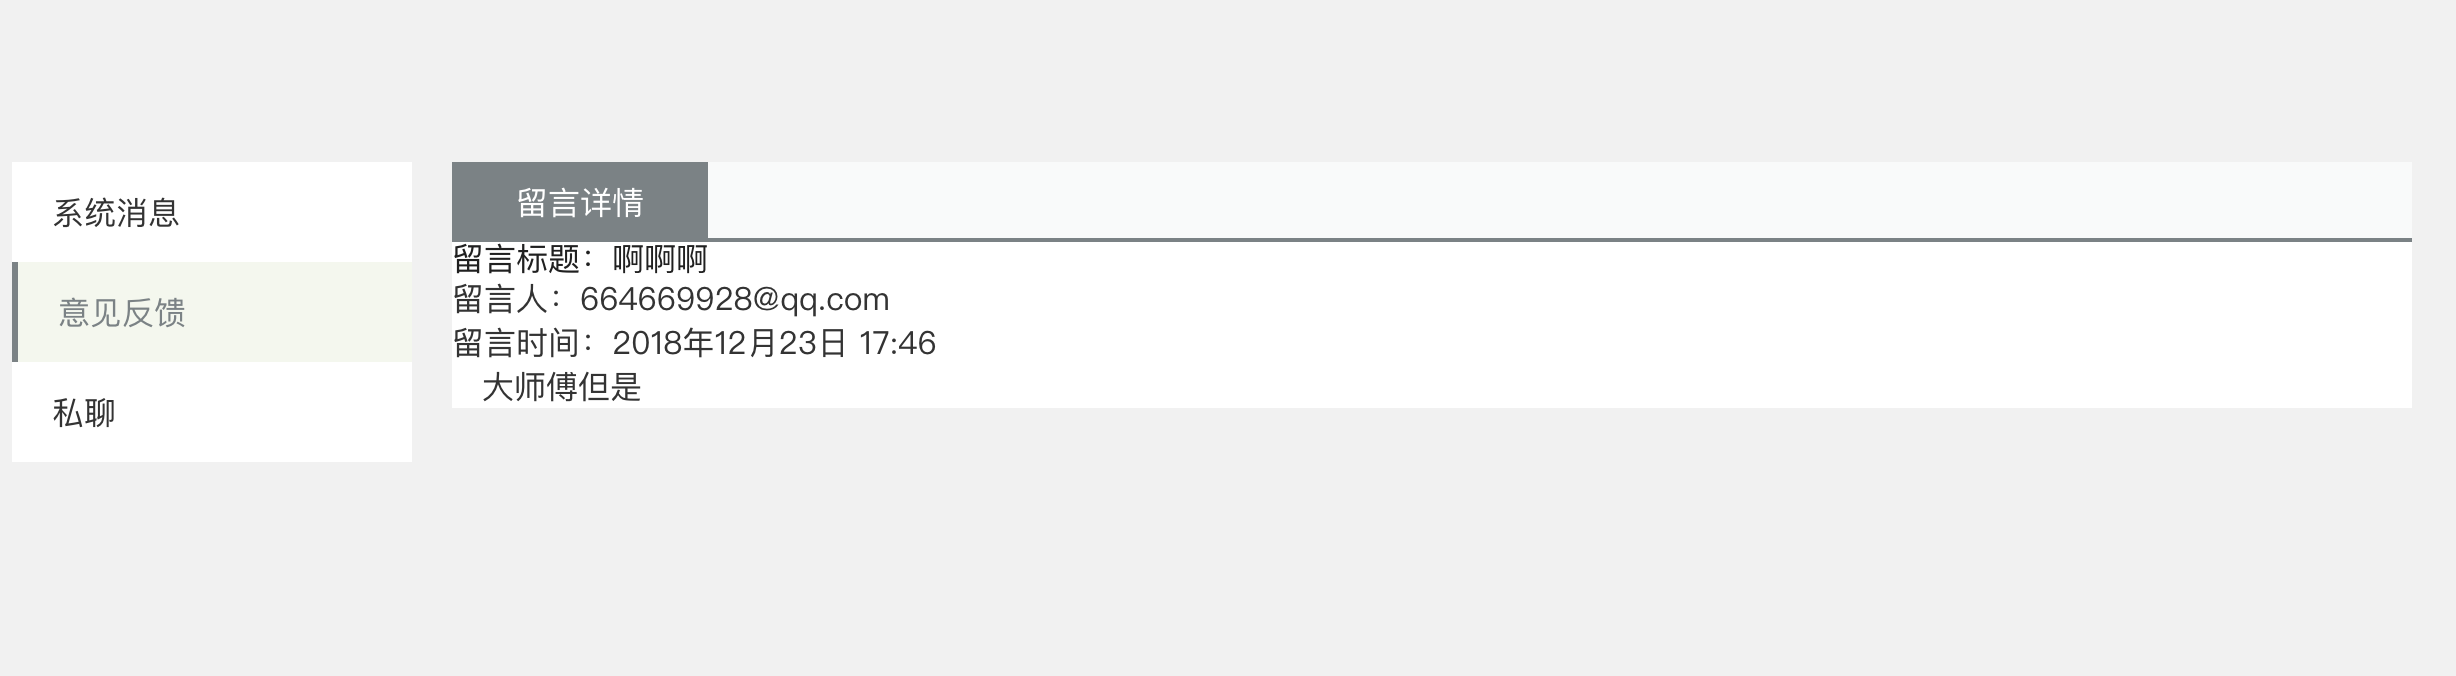 系统消息
意见反馈
私聊
留言详情
留言标题：啊啊啊
留言人：664669928@qq.com
留言时间：2018年12月23日 17:46
大师傅但是